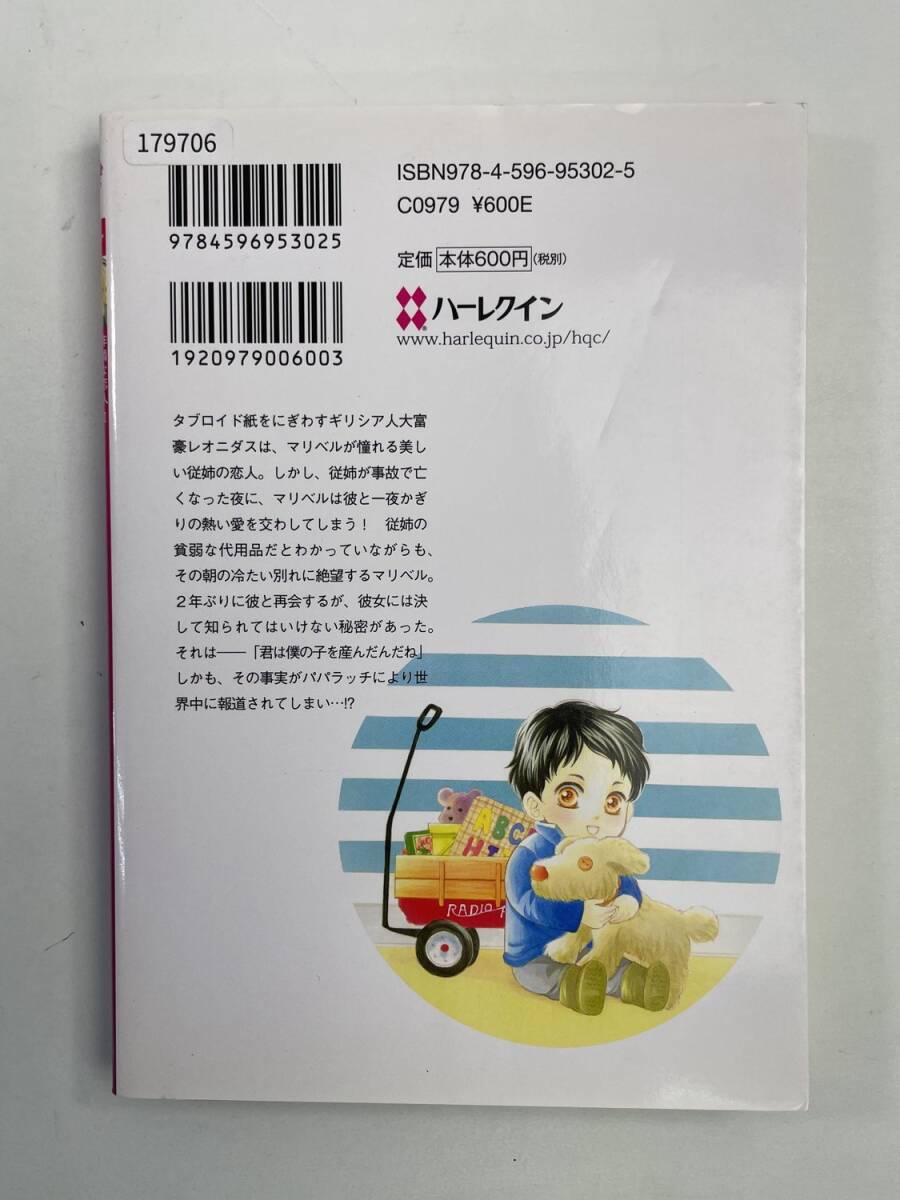 179706
ISBN978-4-596-95302-5
C0979 ¥600E
9784596953025
定価 本体600円(税別)
ハーレクイン
www.harlequin.co.jp/hqc/
1920979006003
タブロイド紙をにぎわすギリシア人大富
豪レオニダスは、マリベルが憧れる美し
い従姉の恋人。しかし、従姉が事故で亡
くなった夜に、マリベルは彼と一夜かぎ
りの熱い愛を交わしてしまう! 従姉の
貧弱な代用品だとわかっていながらも、
その朝の冷たい別れに絶望するマリベル。
2年ぶりに彼と再会するが、彼女には決
して知られてはいけない秘密があった。
それは──「君は僕の子を産んだんだね」
しかも、その事実がパパラッチにより世
界中に報道されてしまい…!?
ABC
HI
RADIO